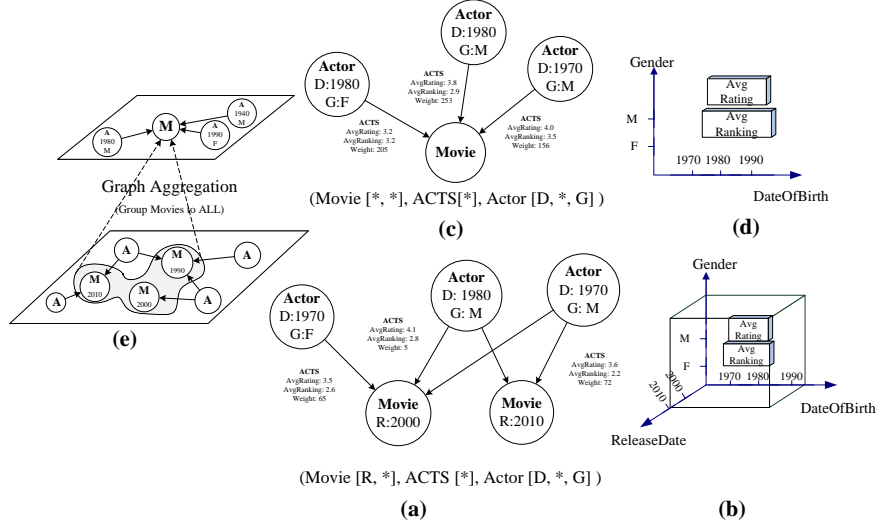 A
1940
M
M
A
1990
F
A
1980
M
Graph Aggregation
(Group Movies to ALL)
A
M
1990
A
M
2010
M
2000
A
A
(e)
Actor
D:1980
G:F
Actor
D:1980
G:M
Actor
D:1970
G:M
ACTS
AvgRating: 3.8
AvgRanking: 2.9
Weight: 253
ACTS
AvgRating: 3.2
AvgRanking: 3.2
Weight: 205
ACTS
AvgRating: 4.0
AvgRanking: 3.5
Weight: 156
Movie
(Movie [*, *], ACTS[*], Actor [D, *, G] )
(c)
Gender
Avg
Rating
Avg
Ranking
M
F
1970 1980 1990
DateOfBirth
(d)
Actor
D:1970
G:F
Actor
D: 1980
G: M
Actor
D: 1970
G: M
ACTS
AvgRating: 4.1
AvgRanking: 2.8
Weight: 5
ACTS
AvgRating: 3.5
AvgRanking: 2.6
Weight: 65
ACTS
AvgRating: 3.6
AvgRanking: 2.2
Weight: 72
Movie
R:2000
Movie
R:2010
(Movie [R, *], ACTS [*], Actor [D, *, G] )
(a)
Gender
Avg
Rating
Avg
Ranking
M
F
1970 1980 1990
2000
2010
DateOfBirth
ReleaseDate
(b)